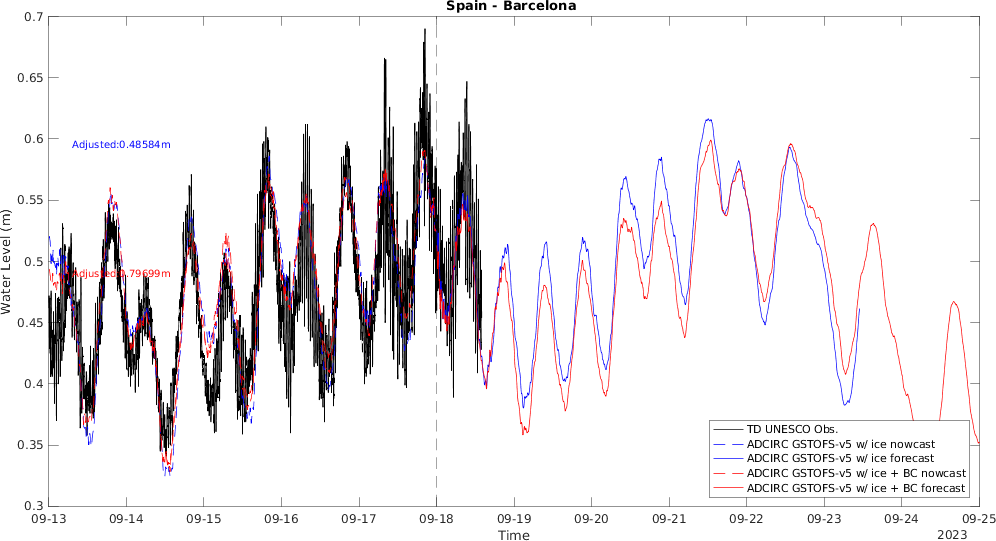 Spain - Barcelona
0.7
0.65
0.6
0.55
0.5
0.45
0.4
0.35
0.3
Water Level (m)
Adjusted:0.48584m
Adjusted:0.79699m
TD UNESCO Obs.
ADCIRC GSTOFS-v5 w/ ice nowcast
ADCIRC GSTOFS-v5 w/ ice forecast
ADCIRC GSTOFS-v5 w/ ice + BC nowcast
ADCIRC GSTOFS-v5 w/ ice + BC forecast
09-13 09-14 09-15 09-16 09-17 09-18 09-19 09-20 09-21 09-22 09-23 09-24 09-25
Time
2023